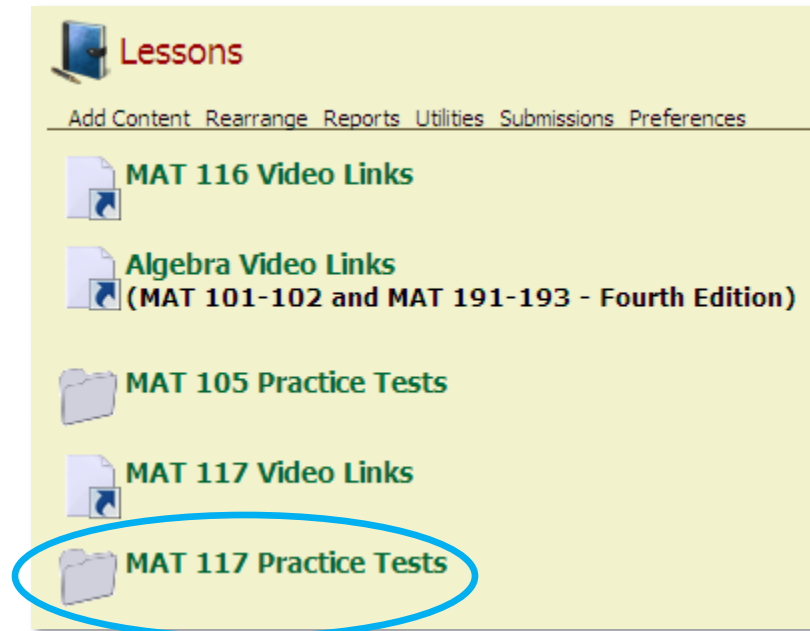 Lessons
Add Content Rearrange Reports Utilities Submissions Preferences
MAT 116 Video Links
Algebra Video Links
(MAT 101-102 and MAT 191-193 - Fourth Edition)
MAT 105 Practice Tests
MAT 117 Video Links
MAT 117 Practice Tests